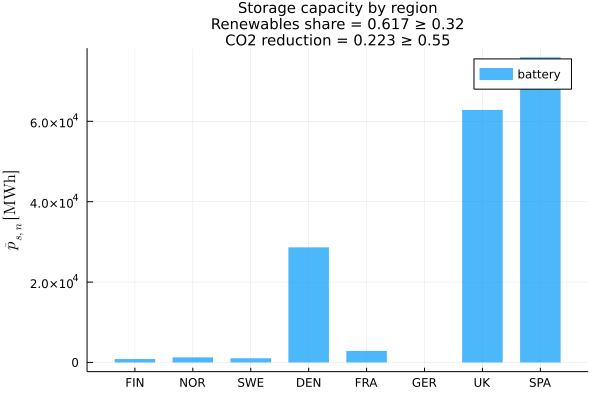 Storage capacity by region
Renewables share = 0.617 ≥ 0.32
CO2 reduction = 0.223 ≥ 0.55
battery
6.0×10⁴
4.0×10⁴
2.0×10⁴
0
p̄ₛ,ₙ [MWh]
FIN NOR SWE DEN FRA GER UK SPA